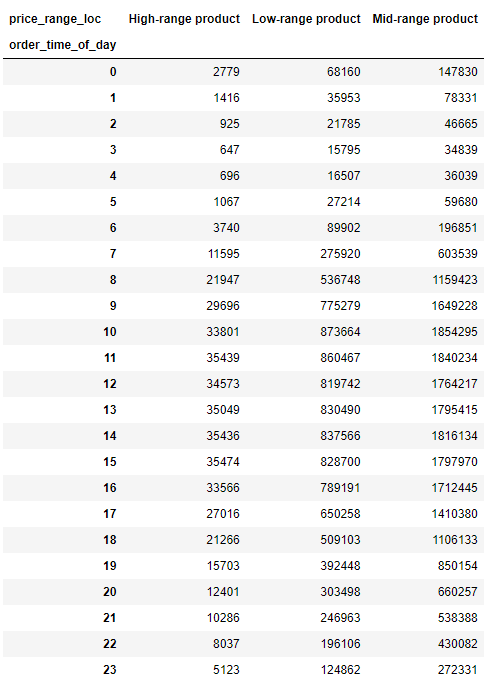 price_range_loc High-range product Low-range product Mid-range product
order_time_of_day
0 2779 68160 147830
1 1416 35953 78331
2 925 21785 46665
3 647 15795 34839
4 696 16507 36039
5 1067 27214 59680
6 3740 89902 196851
7 11595 275920 603539
8 21947 536748 1159423
9 29696 775279 1649228
10 33801 873664 1854295
11 35439 860467 1840234
12 34573 819742 1764217
13 35049 830490 1795415
14 35436 837566 1816134
15 35474 828700 1797970
16 33566 789191 1712445
17 27016 650258 1410380
18 21266 509103 1106133
19 15703 392448 850154
20 12401 303498 660257
21 10286 246963 538388
22 8037 196106 430082
23 5123 124862 272331